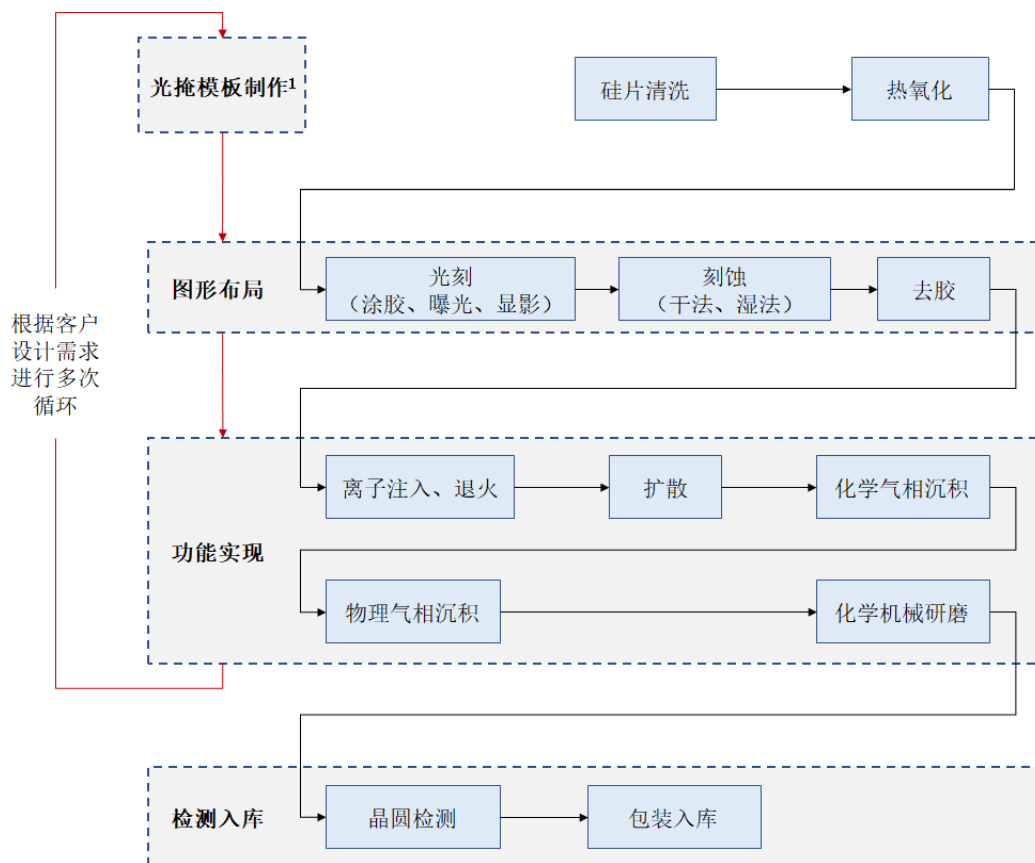 光掩模板制作1
硅片清洗
热氧化
图形布局
光刻
（涂胶、曝光、显影）
刻蚀
（干法、湿法）
去胶
根据客户
设计需求
进行多次
循环
功能实现
离子注入、退火
扩散
化学气相沉积
物理气相沉积
化学机械研磨
检测入库
晶圆检测
包装入库